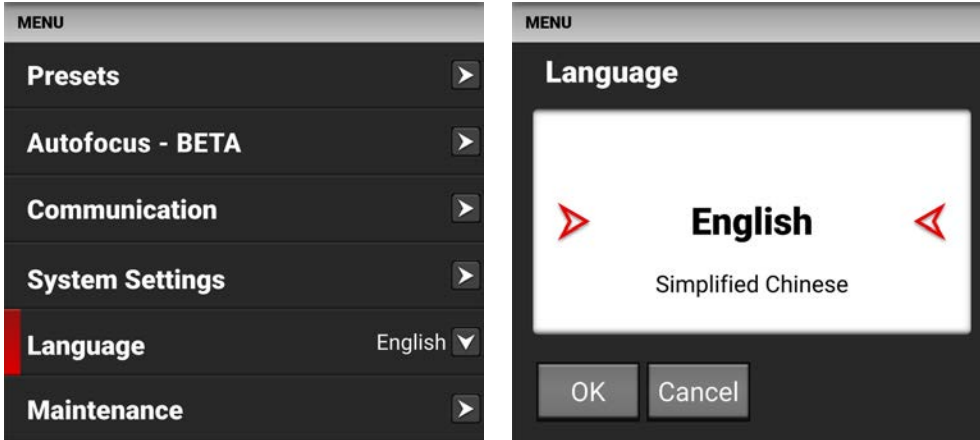 MENU
Presets
Autofocus - BETA
Communication
System Settings
Language English
Maintenance
MENU
Language
English
Simplified Chinese
OK Cancel